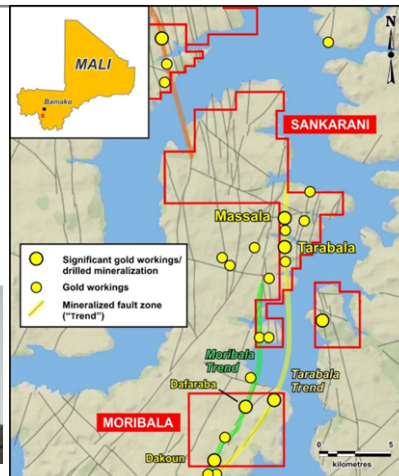 MALI
Bamako
N
SANKARANI
Massala
Tarabala
Significant gold workings/
drilled mineralization
Gold workings
Mineralized fault zone
("Trend")
Moribala
Trend
Tarabala
Trend
Dafaraba
MORIBALA
Dakoun
0 5
kilometres